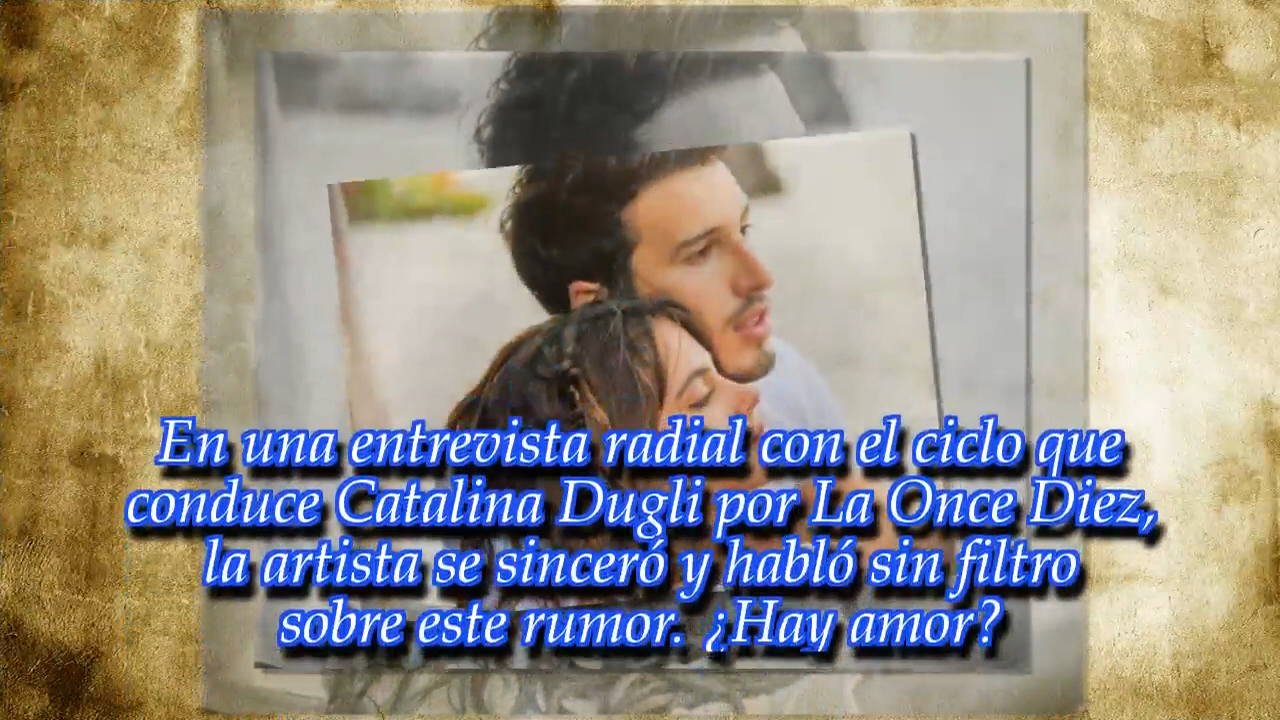 En una entrevista radial con el ciclo que
conduce Catalina Dugli por La Once Diez,
la artista se sinceró y habló sin filtro
sobre este rumor. ¿Hay amor?